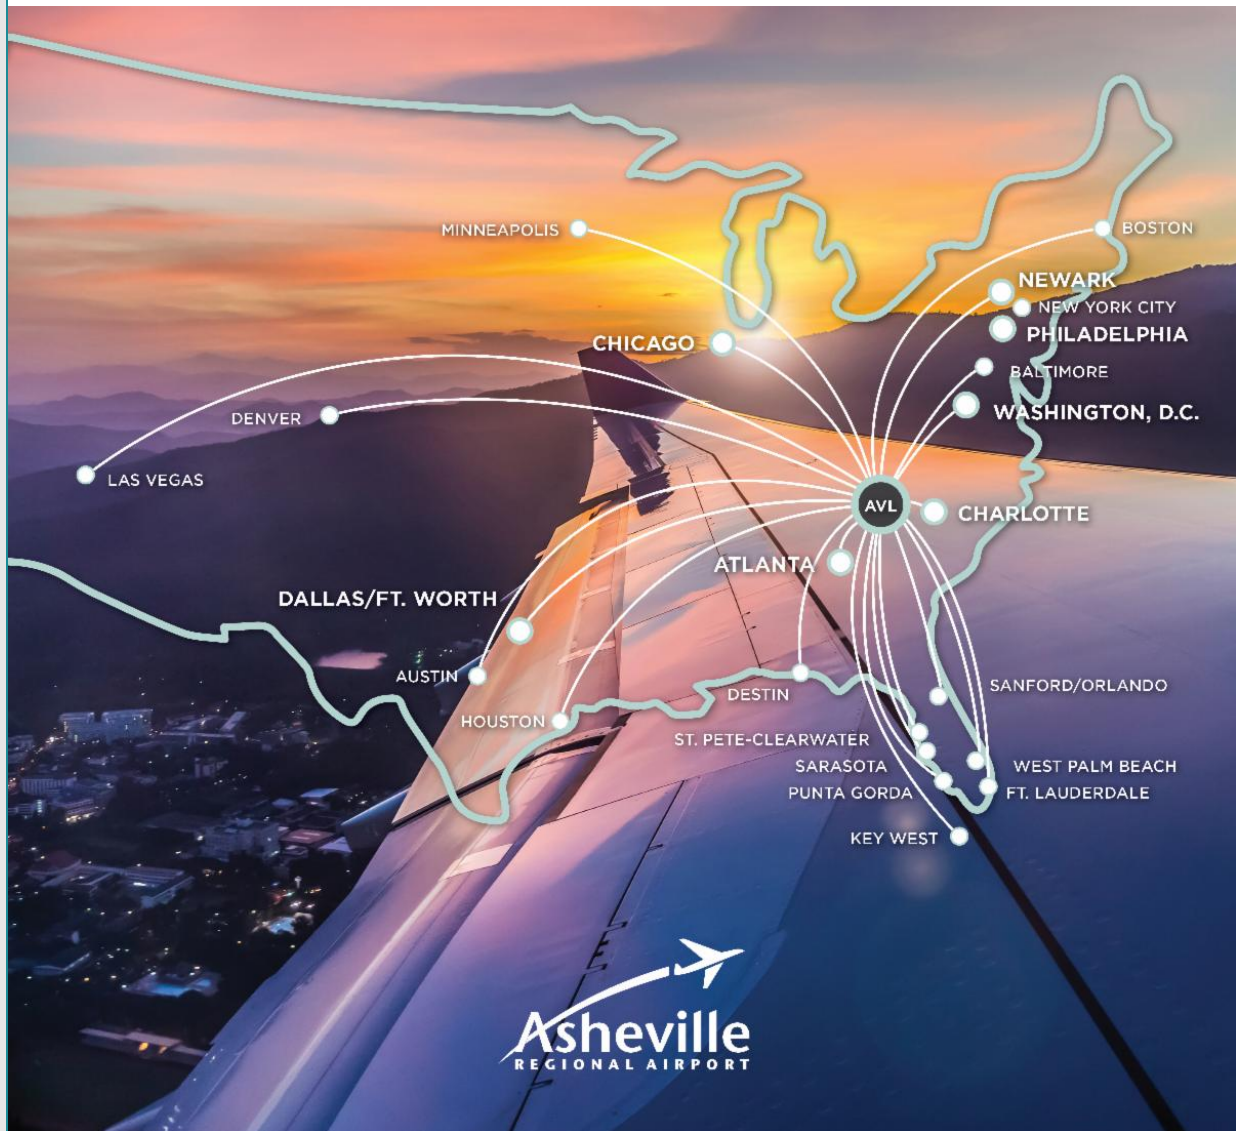 MINNEAPOLIS
BOSTON
NEWARK
NEW YORK CITY
PHILADELPHIA
CHICAGO
BALTIMORE
WASHINGTON, D.C.
DENVER
LAS VEGAS
AVL
CHARLOTTE
ATLANTA
DALLAS/FT. WORTH
AUSTIN
SANFORD/ORLANDO
DESTIN
HOUSTON
ST. PETE-CLEARWATER
SARASOTA
WEST PALM BEACH
PUNTA GORDA
FT. LAUDERDALE
KEY WEST
Asheville
REGIONAL AIRPORT